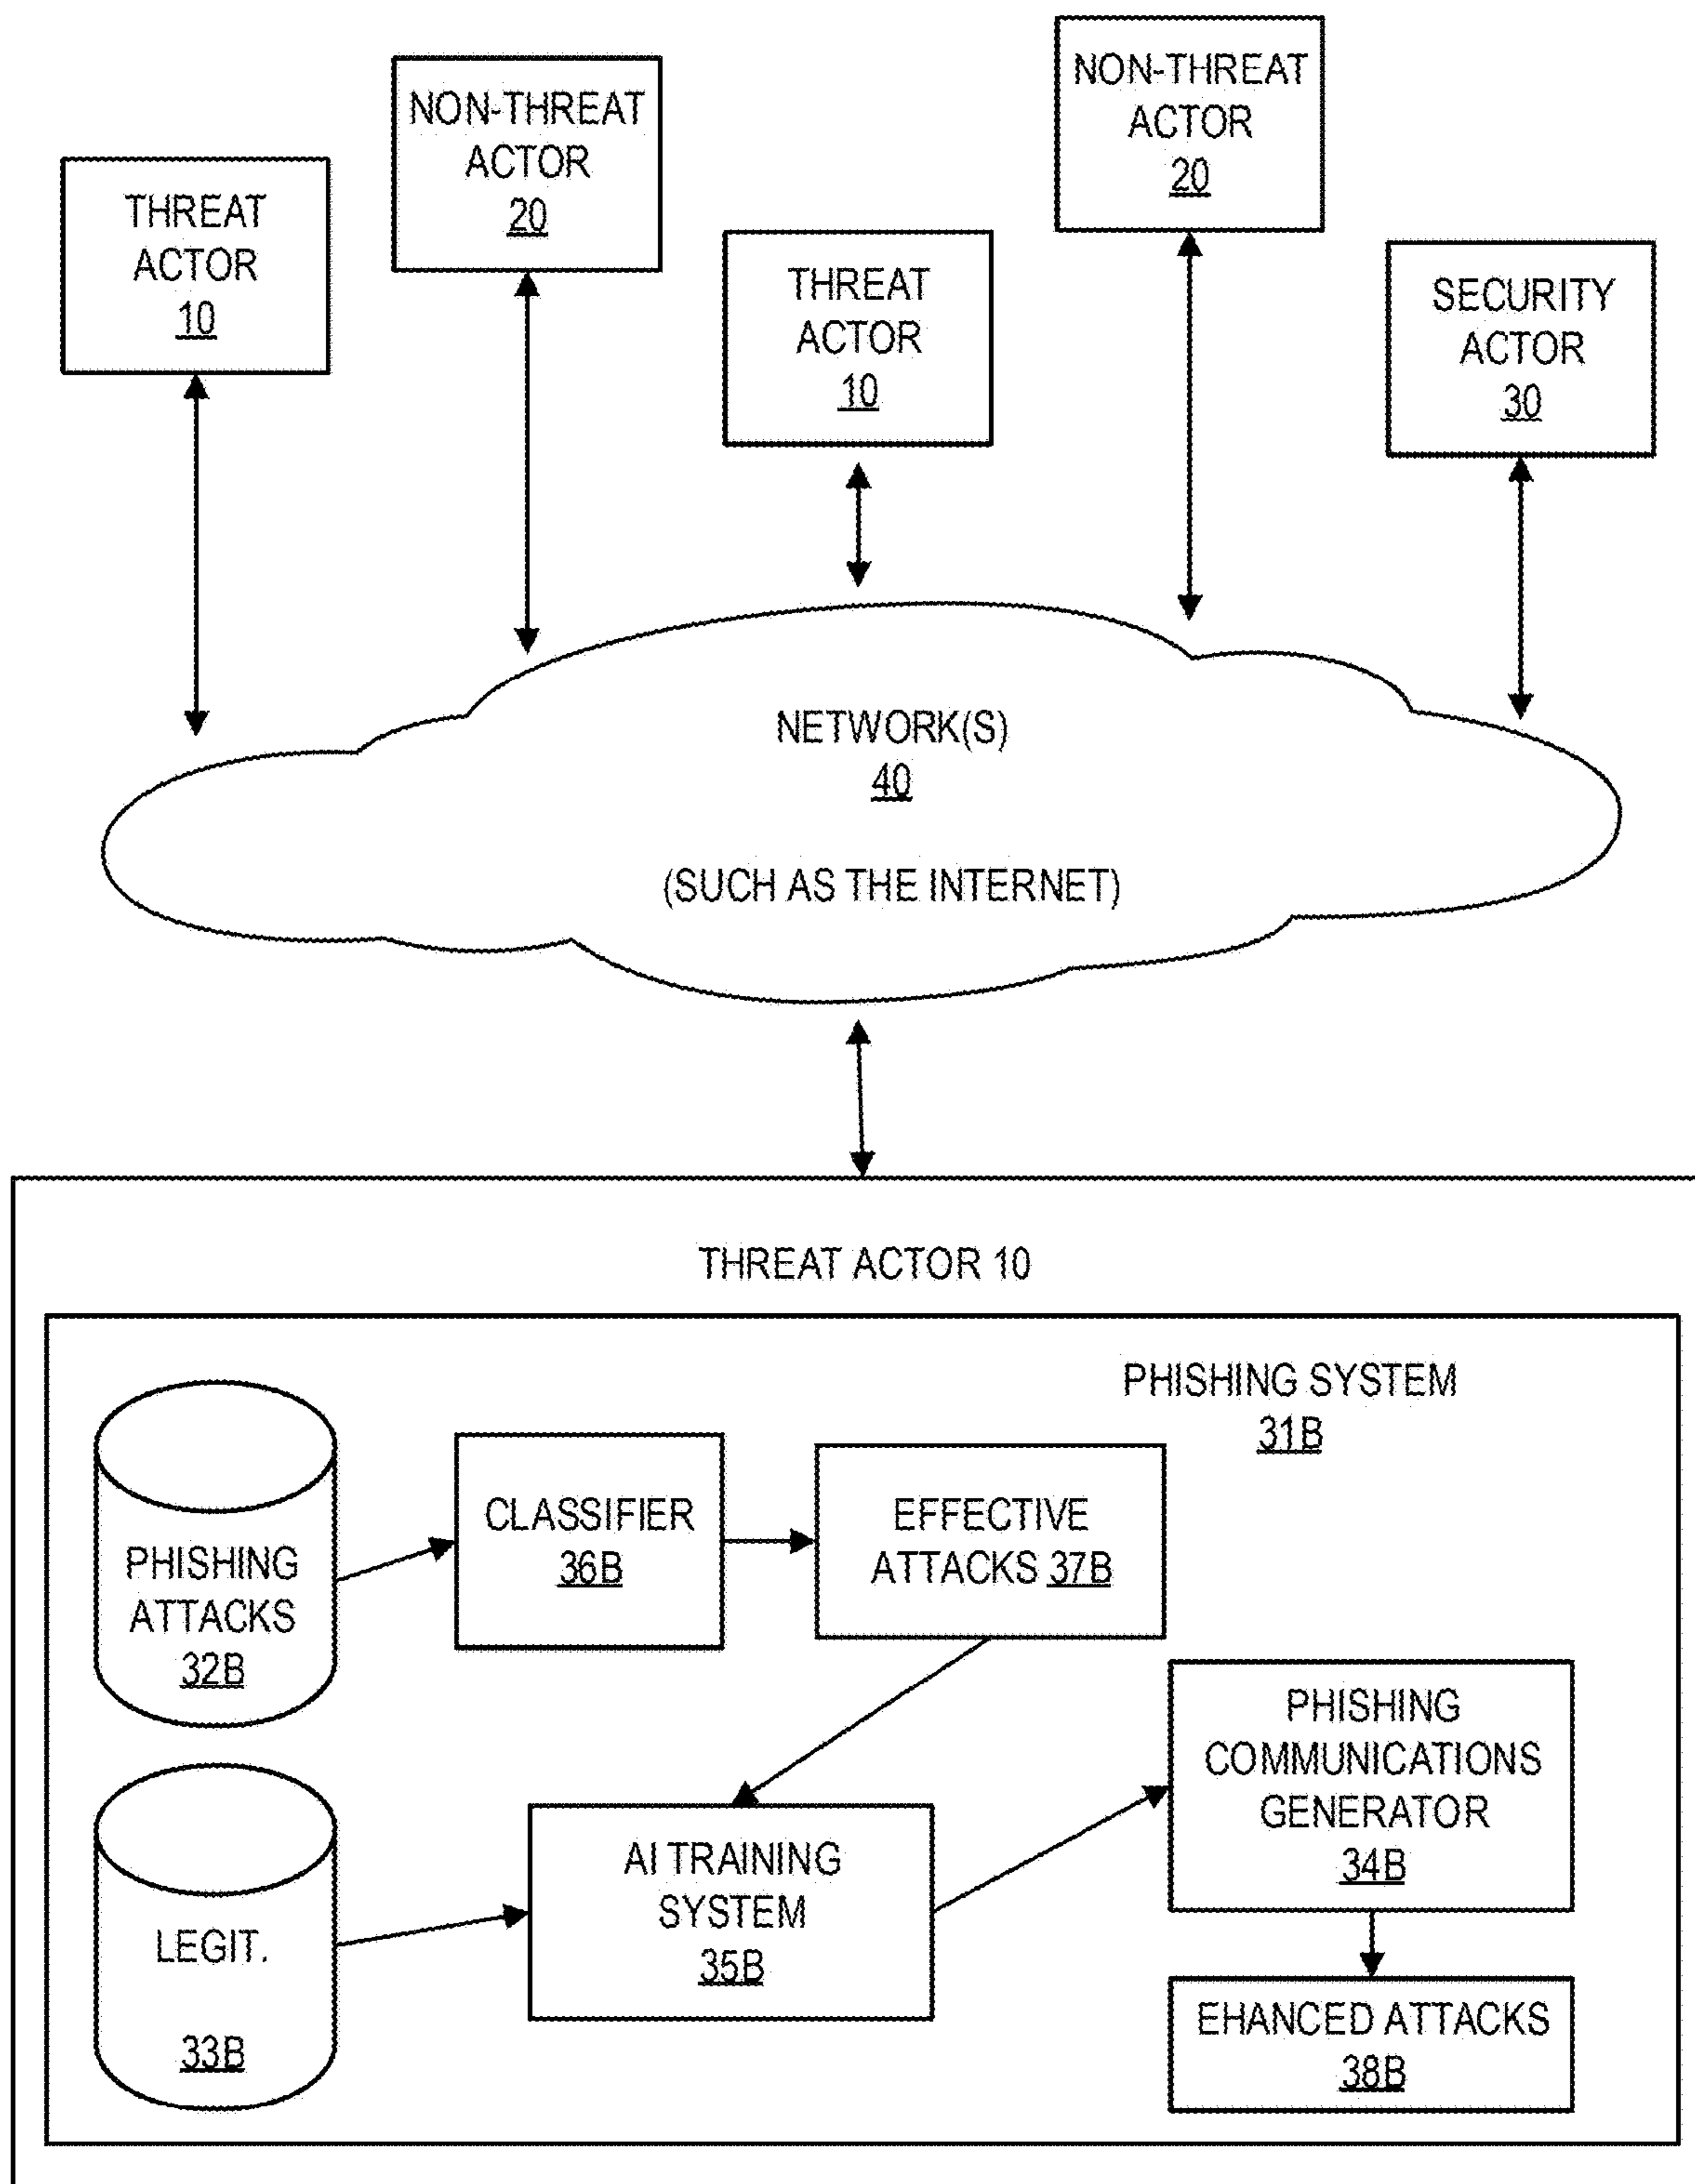 THREAT
ACTOR
10
NON-THREAT
ACTOR
20
THREAT
ACTOR
10
NON-THREAT
ACTOR
20
SECURITY
ACTOR
30
NETWORK(S)
40
(SUCH AS THE INTERNET)
THREAT ACTOR 10
PHISHING SYSTEM
31B
PHISHING
ATTACKS
32B
CLASSIFIER
36B
EFFECTIVE
ATTACKS 37B
LEGIT.
33B
AI TRAINING
SYSTEM
35B
PHISHING
COMMUNICATIONS
GENERATOR
34B
EHANCED ATTACKS
38B